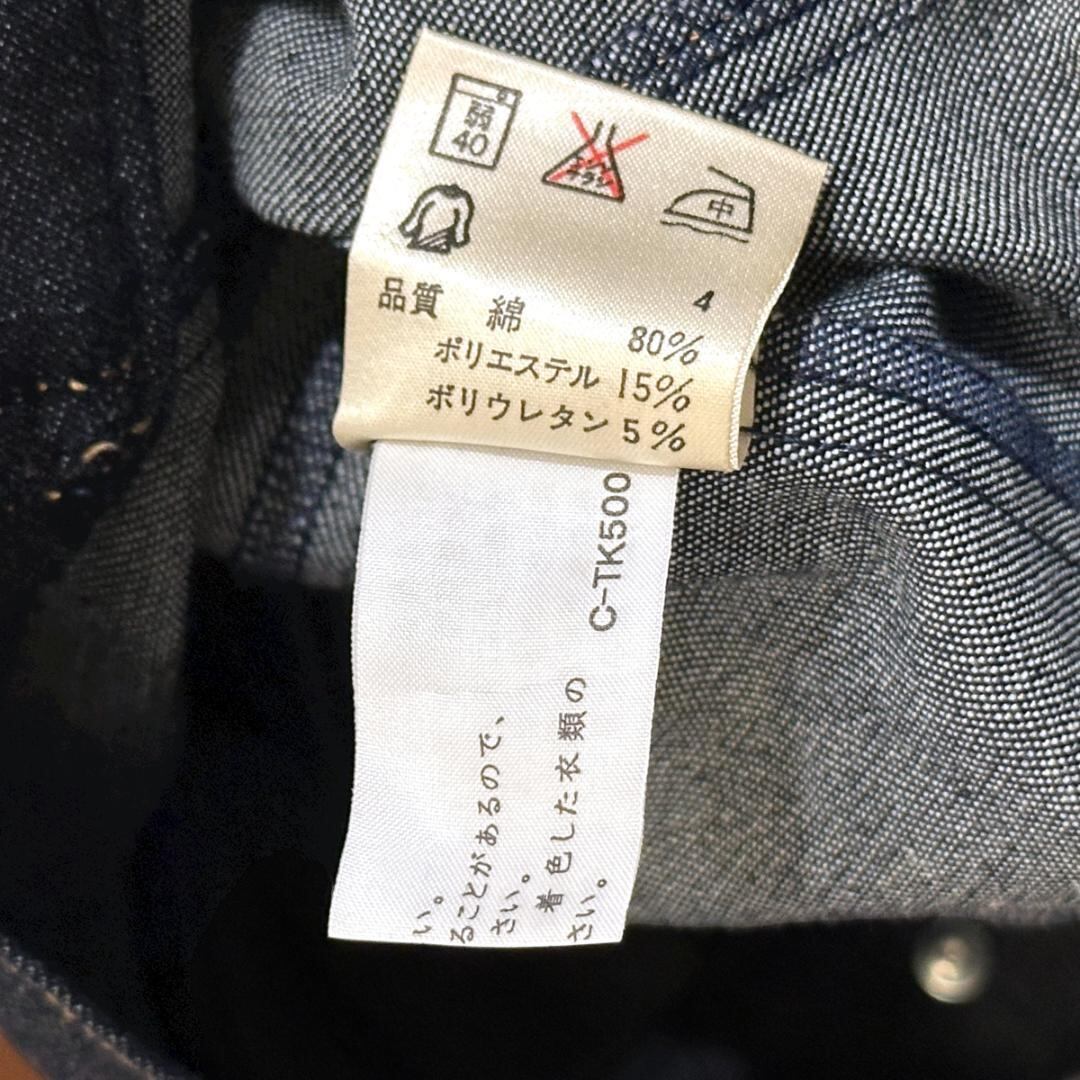 弱
40
中
4
品質 綿 80%
ポリエステル 15%
ポリウレタン 5%
C-TK500
着色した衣類の
さい。
ることがあるので、
さい。
い。